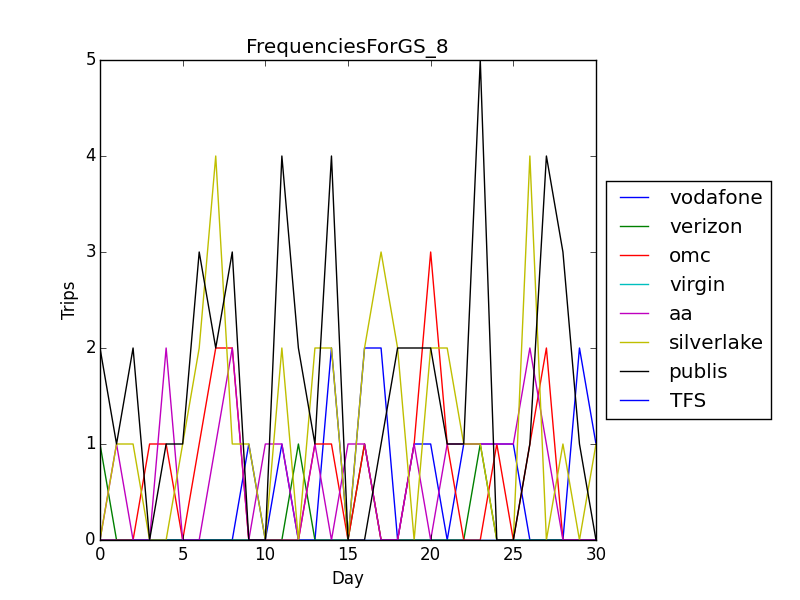 FrequenciesForGS_8
Trips
5
4
3
2
1
0
0 5 10 15 20 25 30
Day
vodafone
verizon
omc
virgin
aa
silverlake
publis
TFS